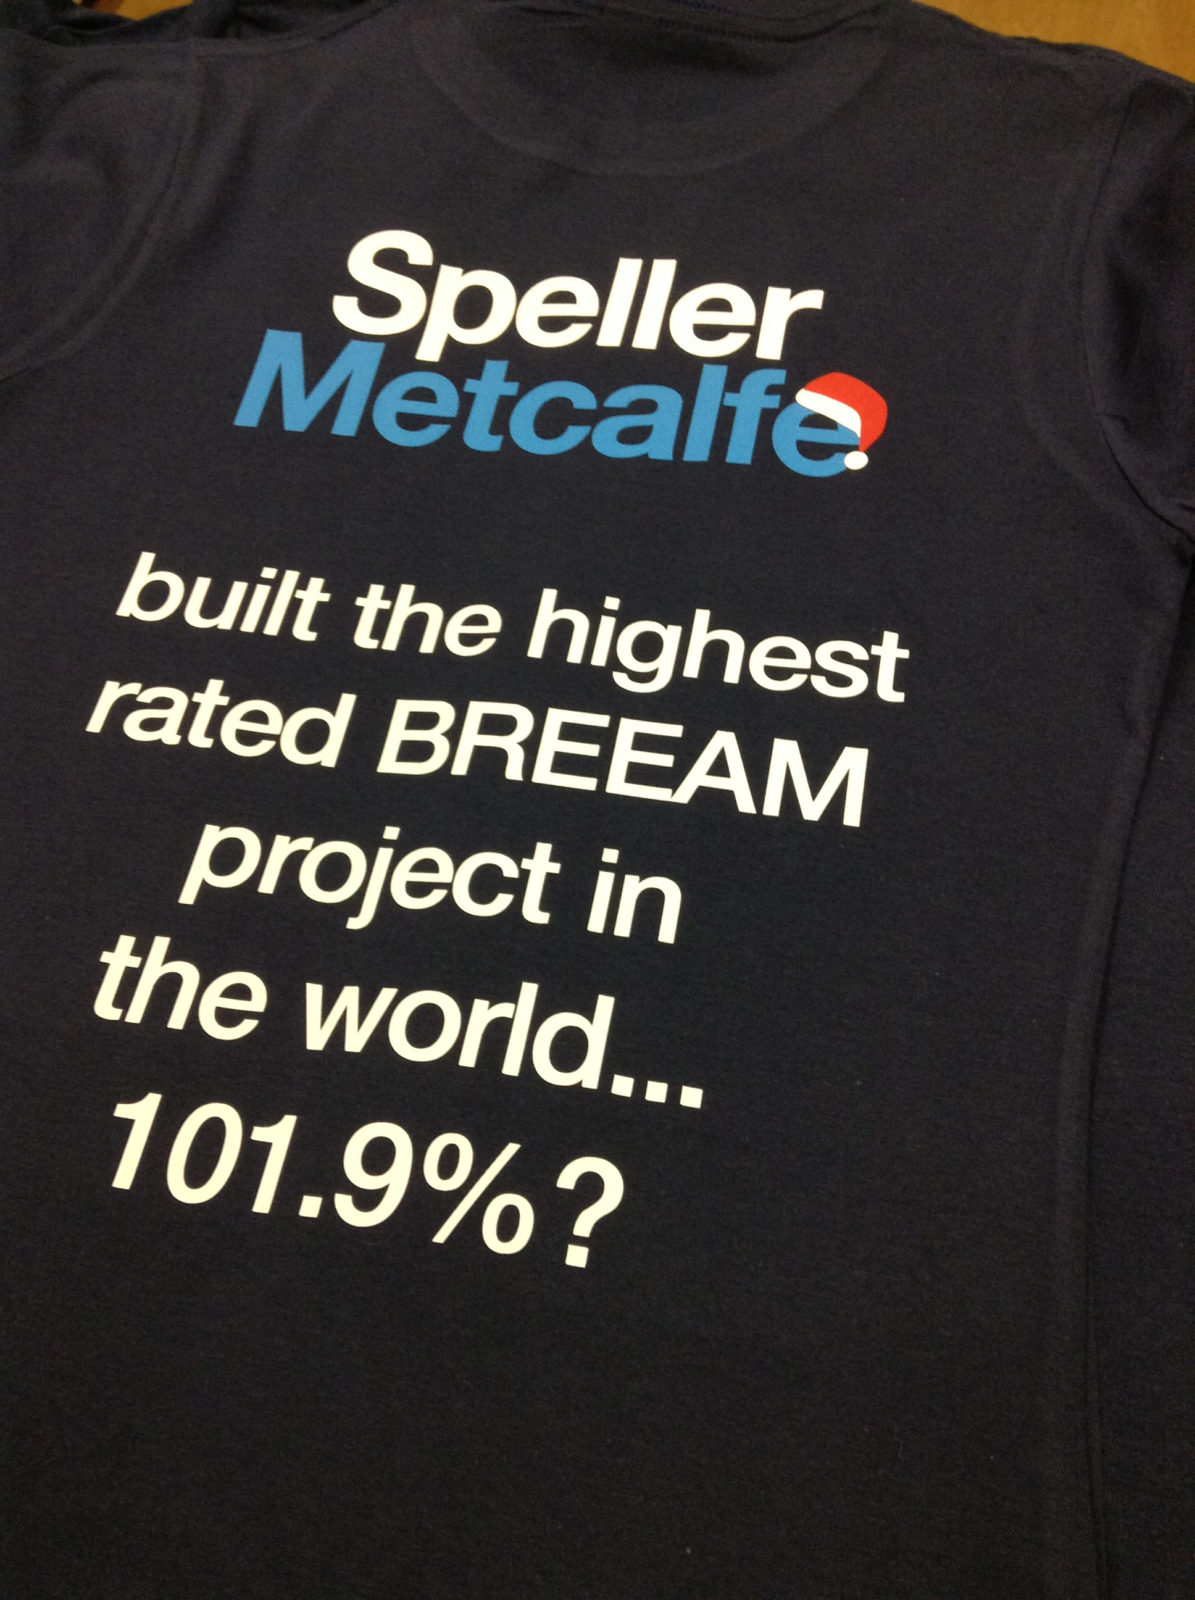 Speller
Metcalfe
built the highest
rated BREEAM
project in
the world...
101.9%?